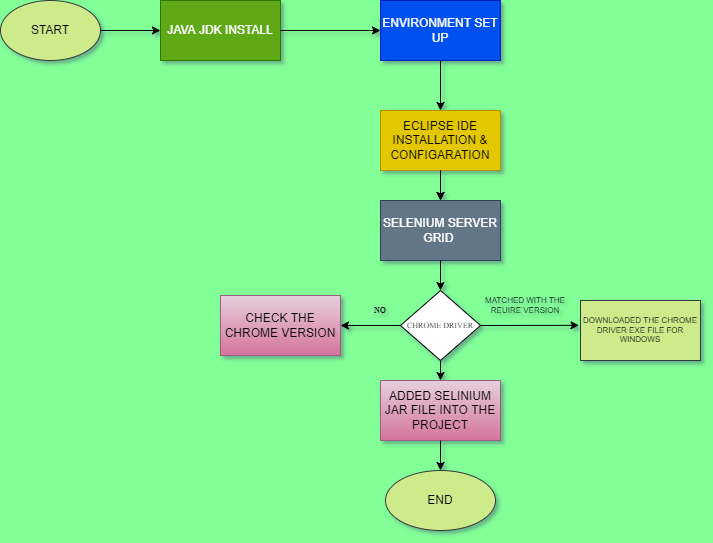 START
JAVA JDK INSTALL
ENVIRONMENT SET
UP
ECLIPSE IDE
INSTALLATION &
CONFIGARATION
SELENIUM SERVER
GRID
NO
MATCHED WITH THE
REUIRE VERSION
CHECK THE
CHROME VERSION
CHROME DRIVER
DOWNLOADED THE CHROME
DRIVER EXE FILE FOR
WINDOWS
ADDED SELINIUM
JAR FILE INTO THE
PROJECT
END